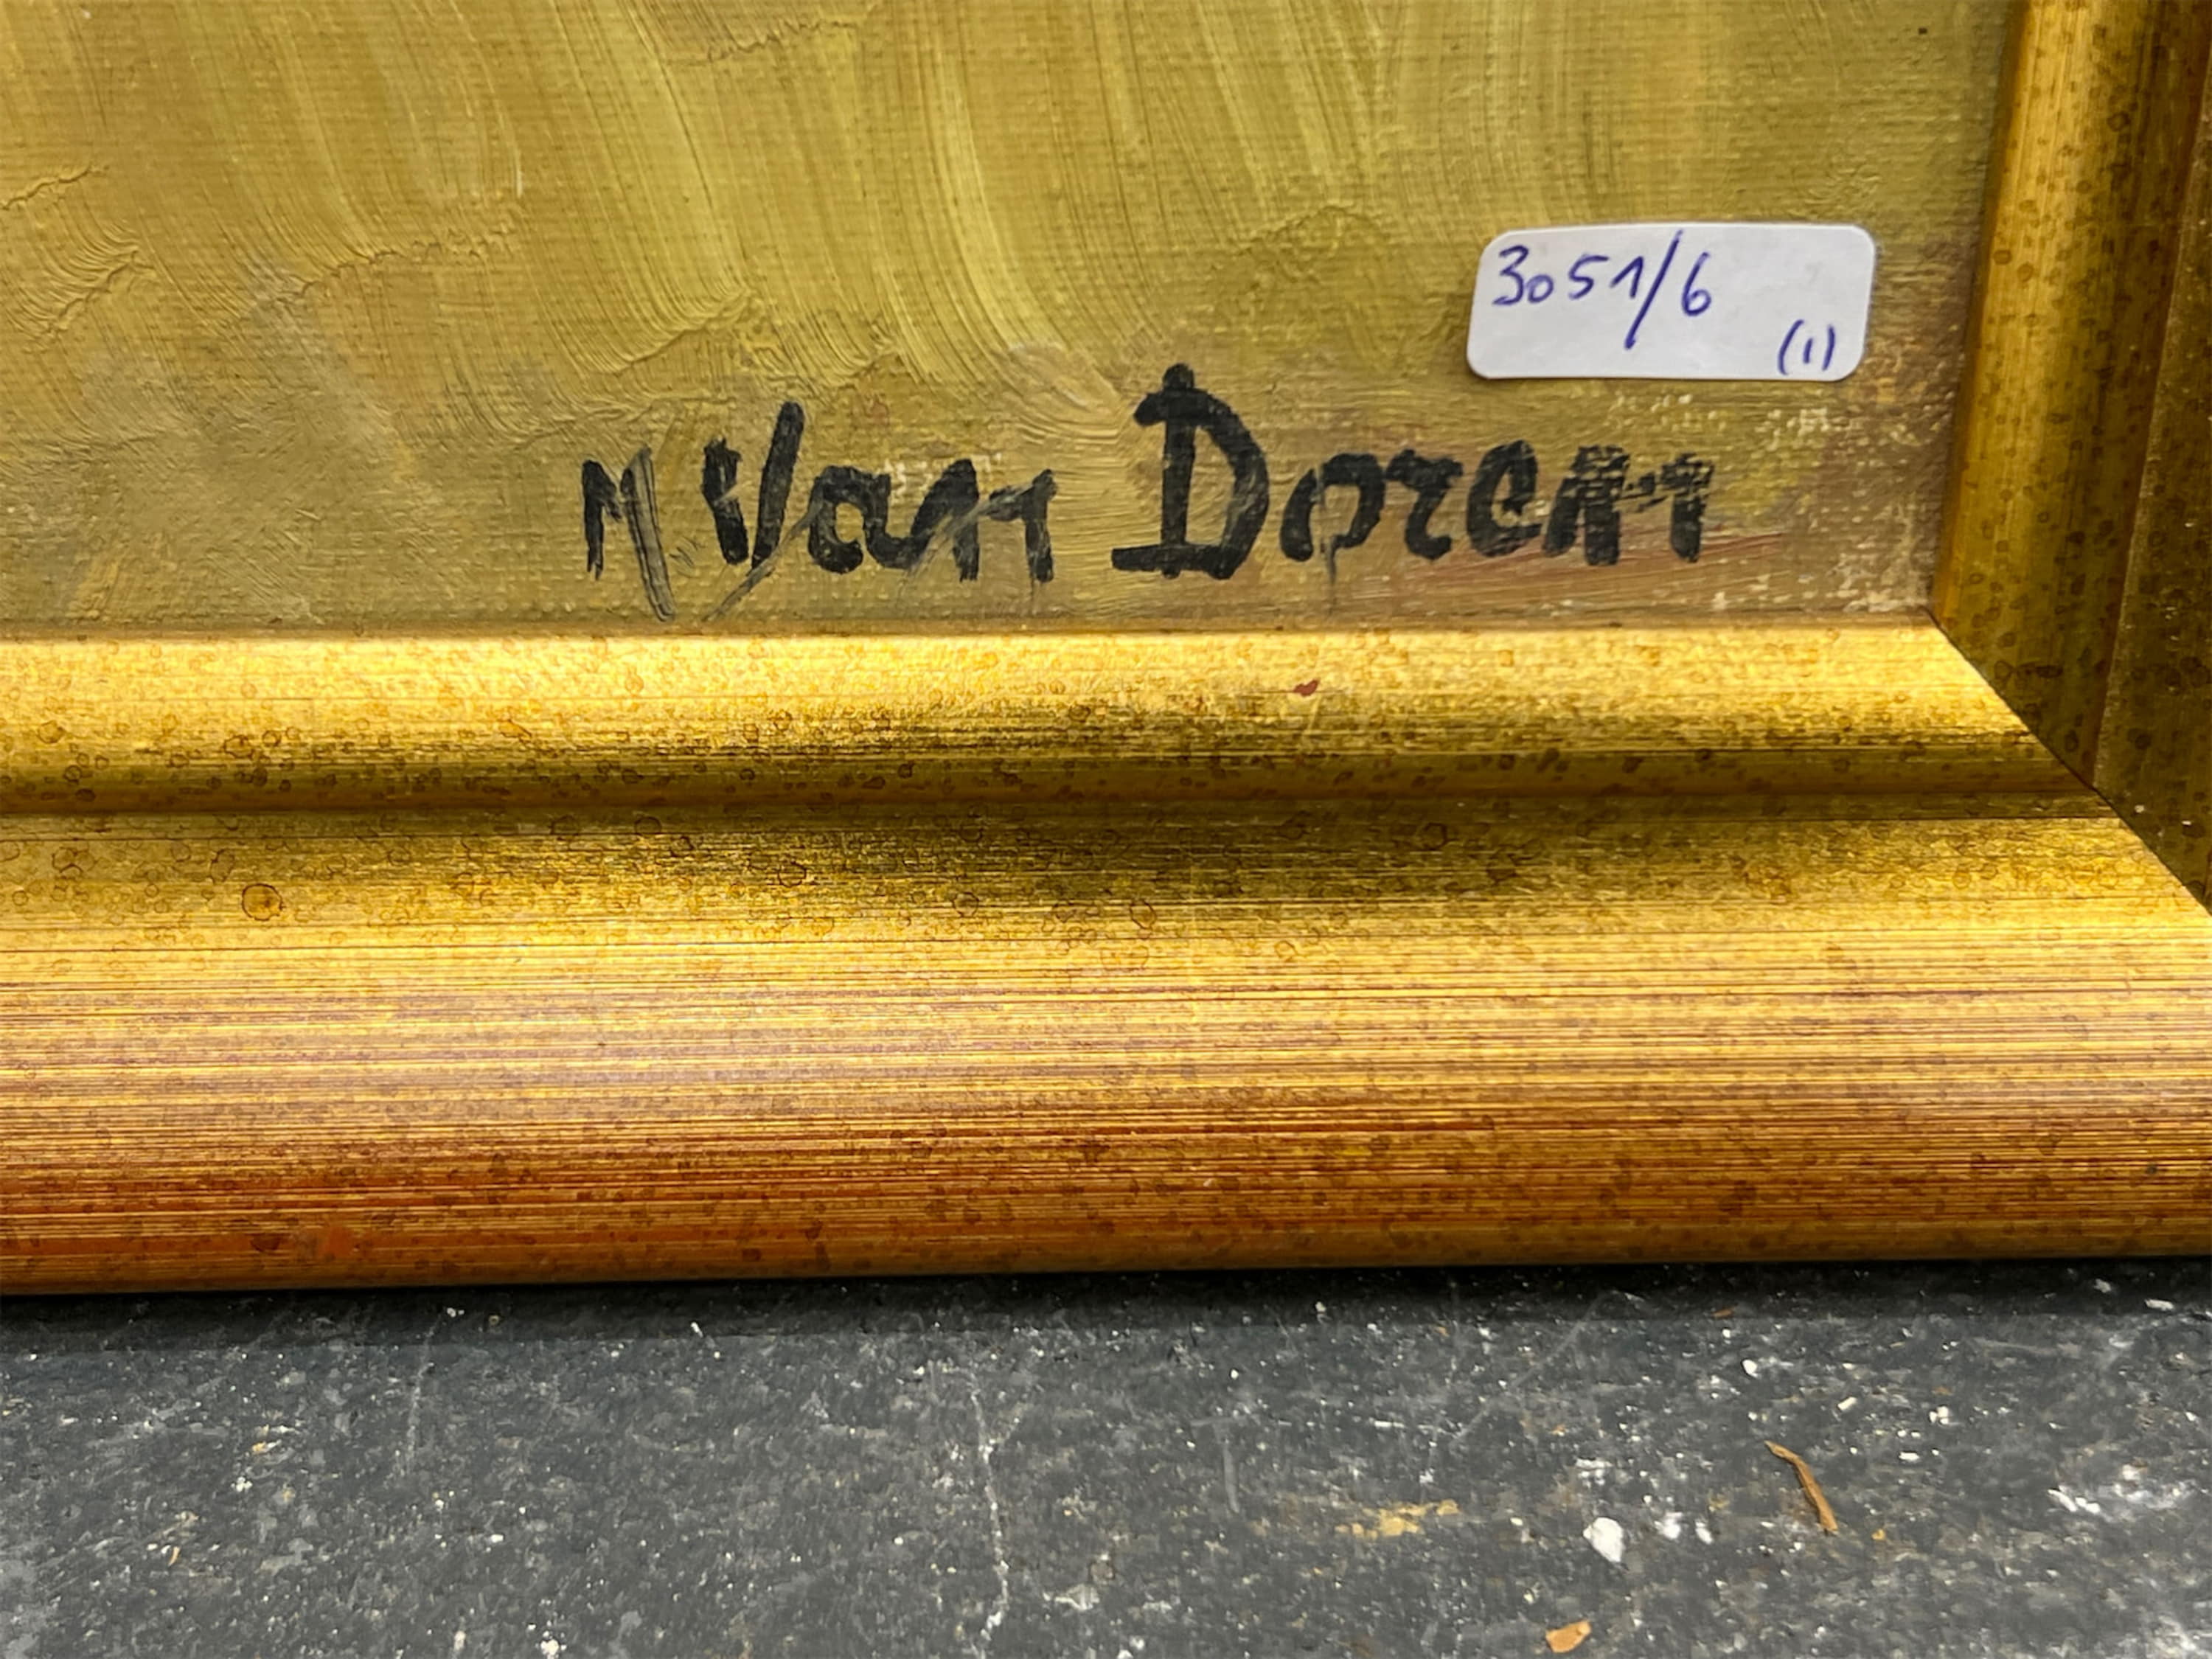 3051/6
(1)
M. Van Doren